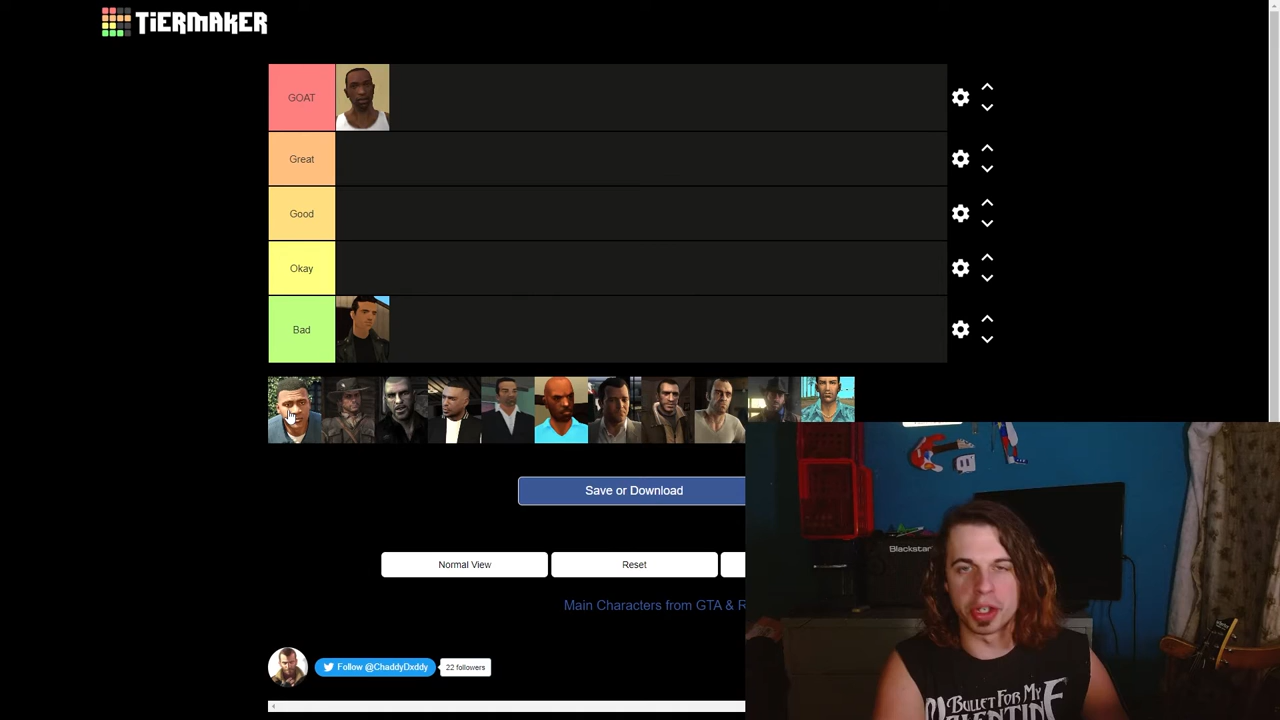 TiERMAKER
GOAT
Great
Good
Okay
Bad
Save or Download
Normal View
Reset
Main Characters from GTA & R
Follow @ChaddyDxddy
22 followers
Blackstar
BULLET FOR MY